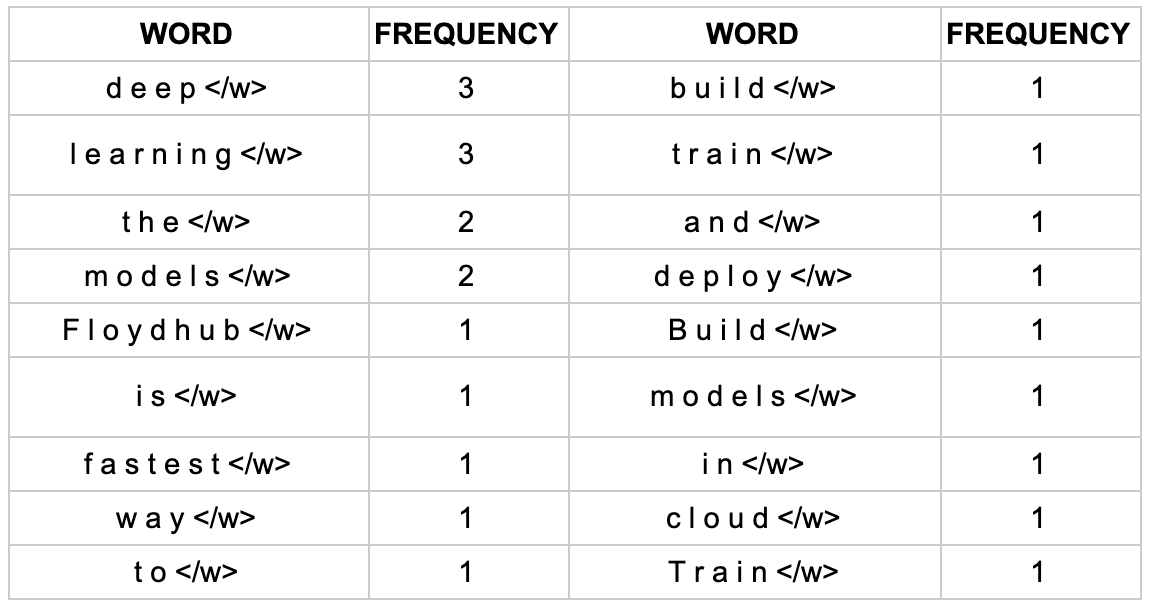 WORD FREQUENCY WORD FREQUENCY
d e e p </w> 3 b u i l d </w> 1
l e a r n i n g </w> 3 t r a i n </w> 1
t h e </w> 2 a n d </w> 1
m o d e l s </w> 2 d e p l o y </w> 1
F l o y d h u b </w> 1 B u i l d </w> 1
i s </w> 1 m o d e l s </w> 1
f a s t e s t </w> 1 i n </w> 1
w a y </w> 1 c l o u d </w> 1
t o </w> 1 T r a i n </w> 1